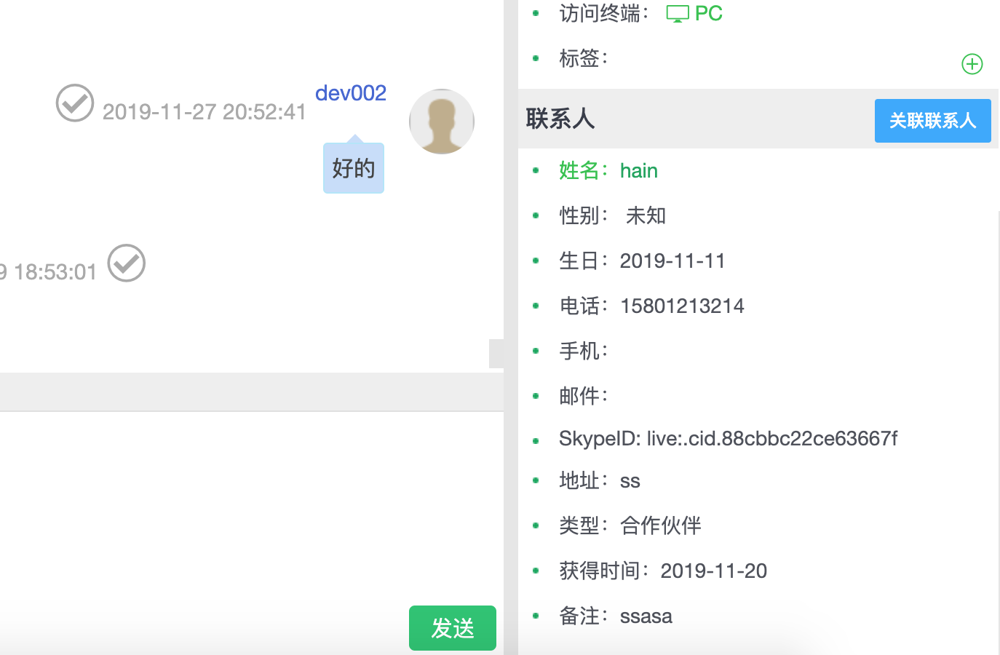 dev002
2019-11-27 20:52:41
好的
9 18:53:01
发送
访问终端： PC
标签：
联系人
关联联系人
姓名：hain
性别： 未知
生日：2019-11-11
电话：15801213214
手机：
邮件：
SkypeID: live:.cid.88cbbc22ce63667f
地址：ss
类型：合作伙伴
获得时间：2019-11-20
备注：ssasa